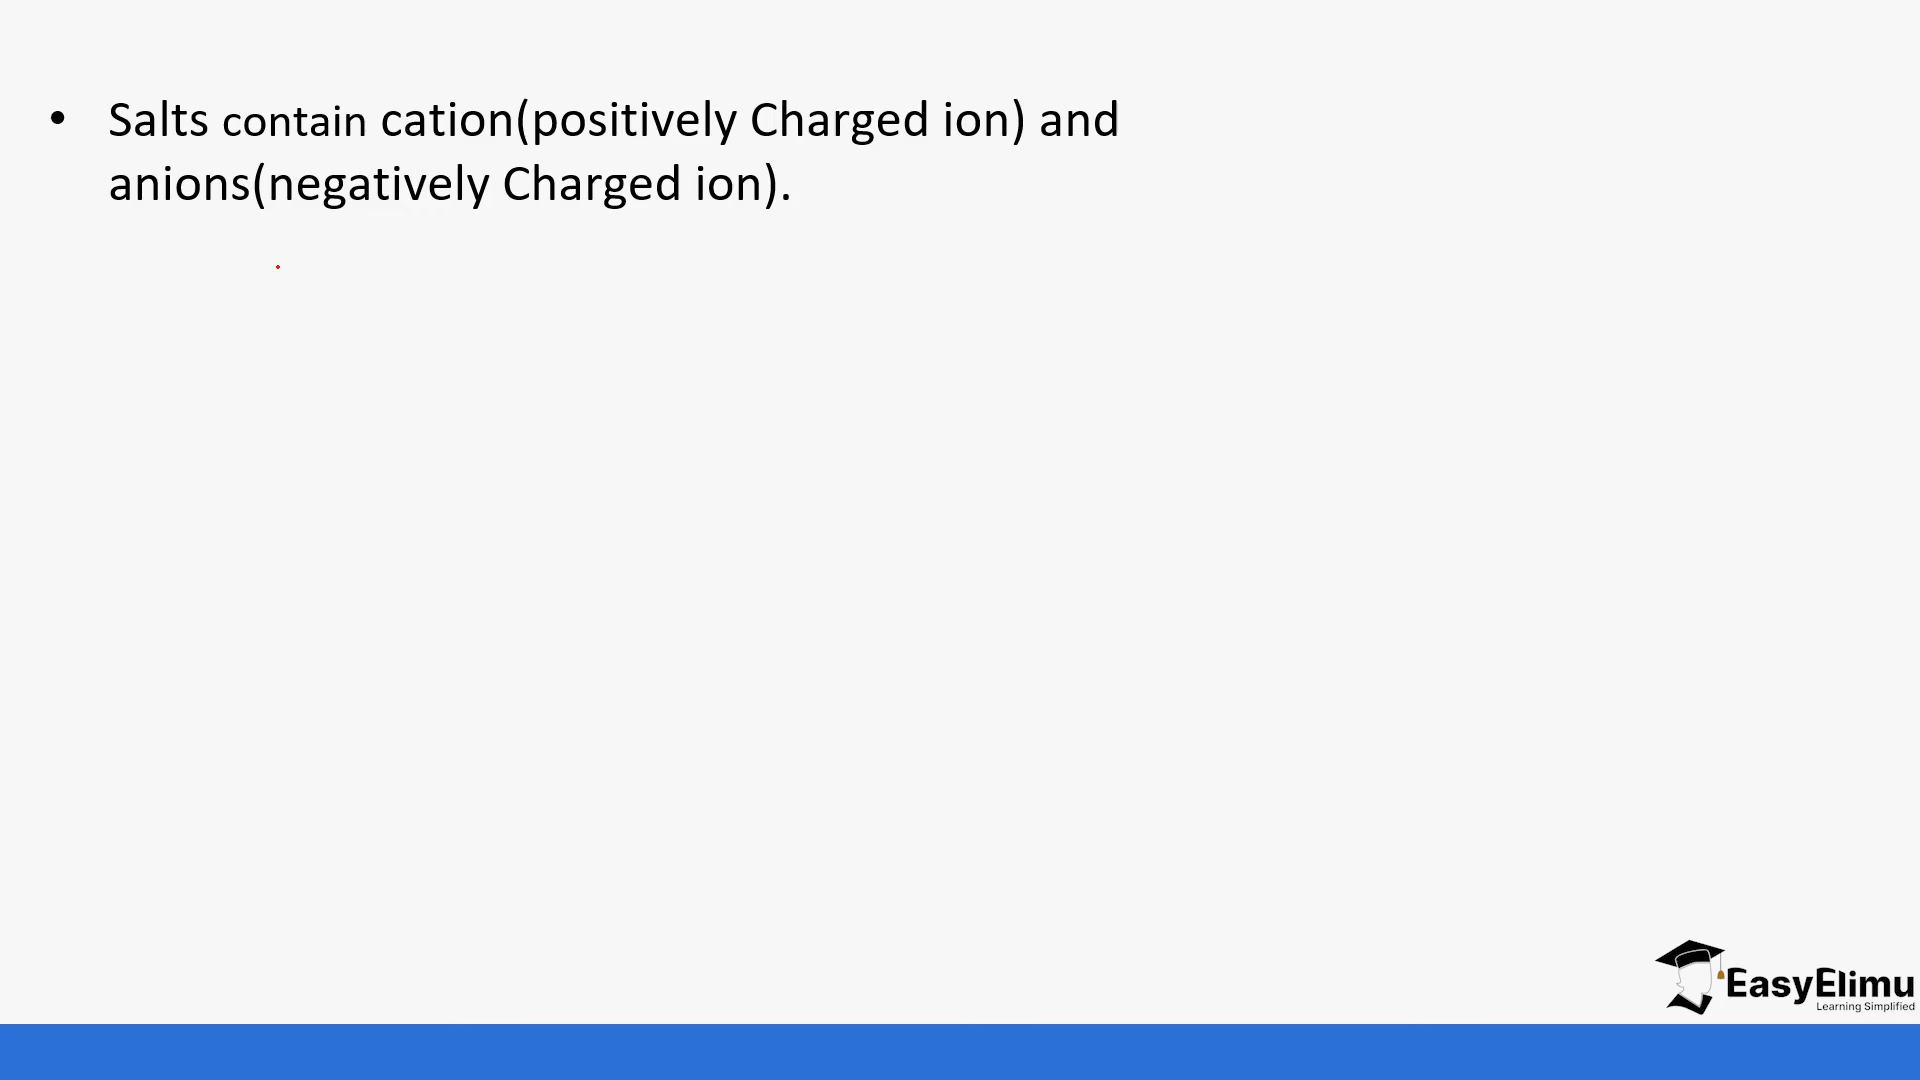 • Salts contain cation(positively Charged ion) and
anions(negatively Charged ion).
EasyElimu
Learning Simplified